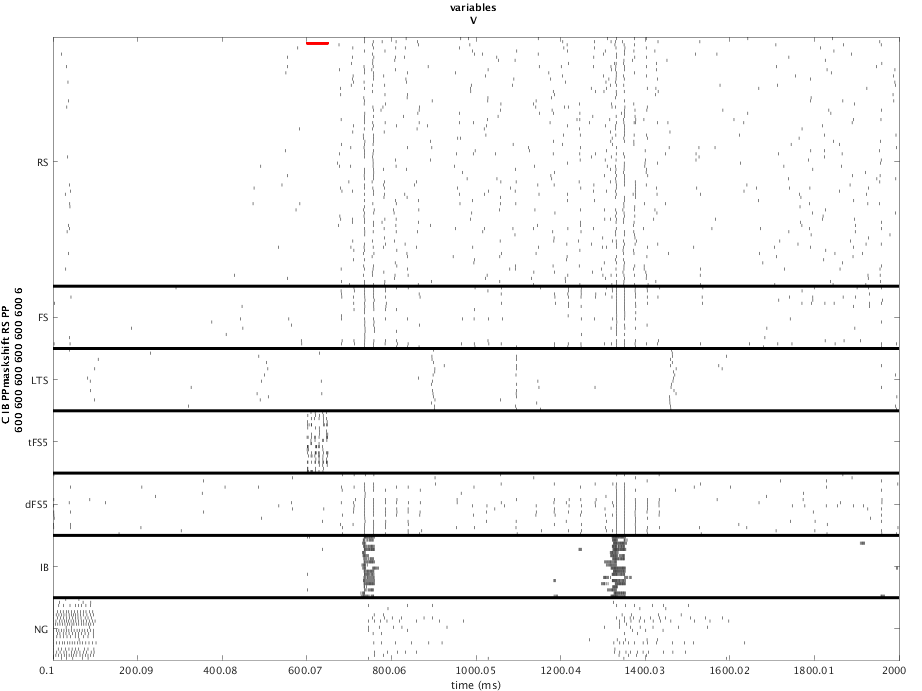 variables
V
RS
FS
LTS
tFS5
dFS5
IB
NG
C IB PPmaskshift RS PP
600 600 600 600 600 600 600 6
0.1 200.09 400.08 600.07 800.06 1000.05 1200.04 1400.03 1600.02 1800.01 2000
time (ms)